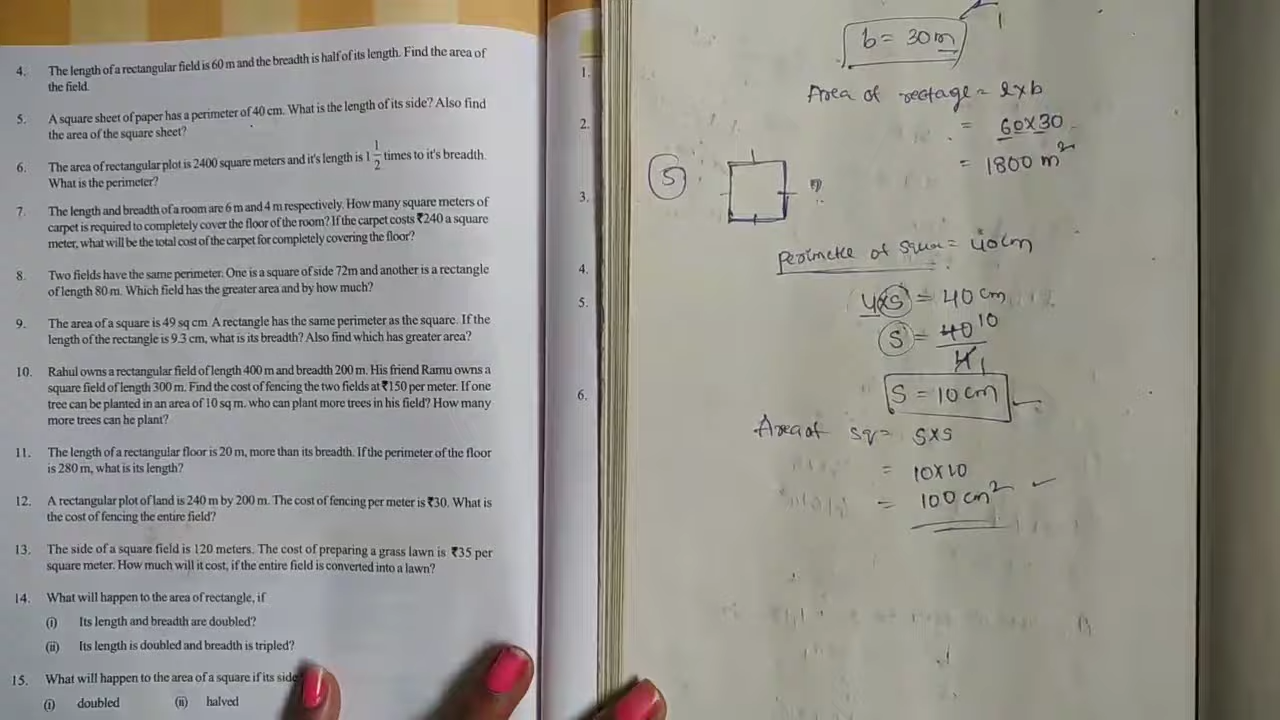 4. The length of a rectangular field is 60 m and the breadth is half of its length. Find the area of
the field.
5. A square sheet of paper has a perimeter of 40 cm. What is the length of its side? Also find
the area of the square sheet?
6. The area of rectangular plot is 2400 square meters and it's length is 1 1/2 times to it's breadth.
What is the perimeter?
7. The length and breadth of a room are 6 m and 4 m respectively. How many square meters of
carpet is required to completely cover the floor of the room? If the carpet costs ₹240 a square
meter, what will be the total cost of the carpet for completely covering the floor?
8. Two fields have the same perimeter. One is a square of side 72m and another is a rectangle
of length 80 m. Which field has the greater area and by how much?
9. The area of a square is 49 sq cm. A rectangle has the same perimeter as the square. If the
length of the rectangle is 9.3 cm, what is its breadth? Also find which has greater area?
10. Rahul owns a rectangular field of length 400 m and breadth 200 m. His friend Ramu owns a
square field of length 300 m. Find the cost of fencing the two fields at ₹150 per meter. If one
tree can be planted in an area of 10 sq m. who can plant more trees in his field? How many
more trees can he plant?
11. The length of a rectangular floor is 20 m, more than its breadth. If the perimeter of the floor
is 280 m, what is its length?
12. A rectangular plot of land is 240 m by 200 m. The cost of fencing per meter is ₹30. What is
the cost of fencing the entire field?
13. The side of a square field is 120 meters. The cost of preparing a grass lawn is ₹35 per
square meter. How much will it cost, if the entire field is converted into a lawn?
14. What will happen to the area of rectangle, if
(i) Its length and breadth are doubled?
(ii) Its length is doubled and breadth is tripled?
15. What will happen to the area of a square if its side
(i) doubled (ii) halved
1.
2.
3.
4.
5.
6.
b = 30 m
Area of rectage = l×b
= 60×30
= 1800 m²
5 ?
perimetre of squa = 40cm
4×S = 40 cm
S = 40 10
4 1
S = 10 cm
Area of sq = S×S
= 10×10
= 100 cm²